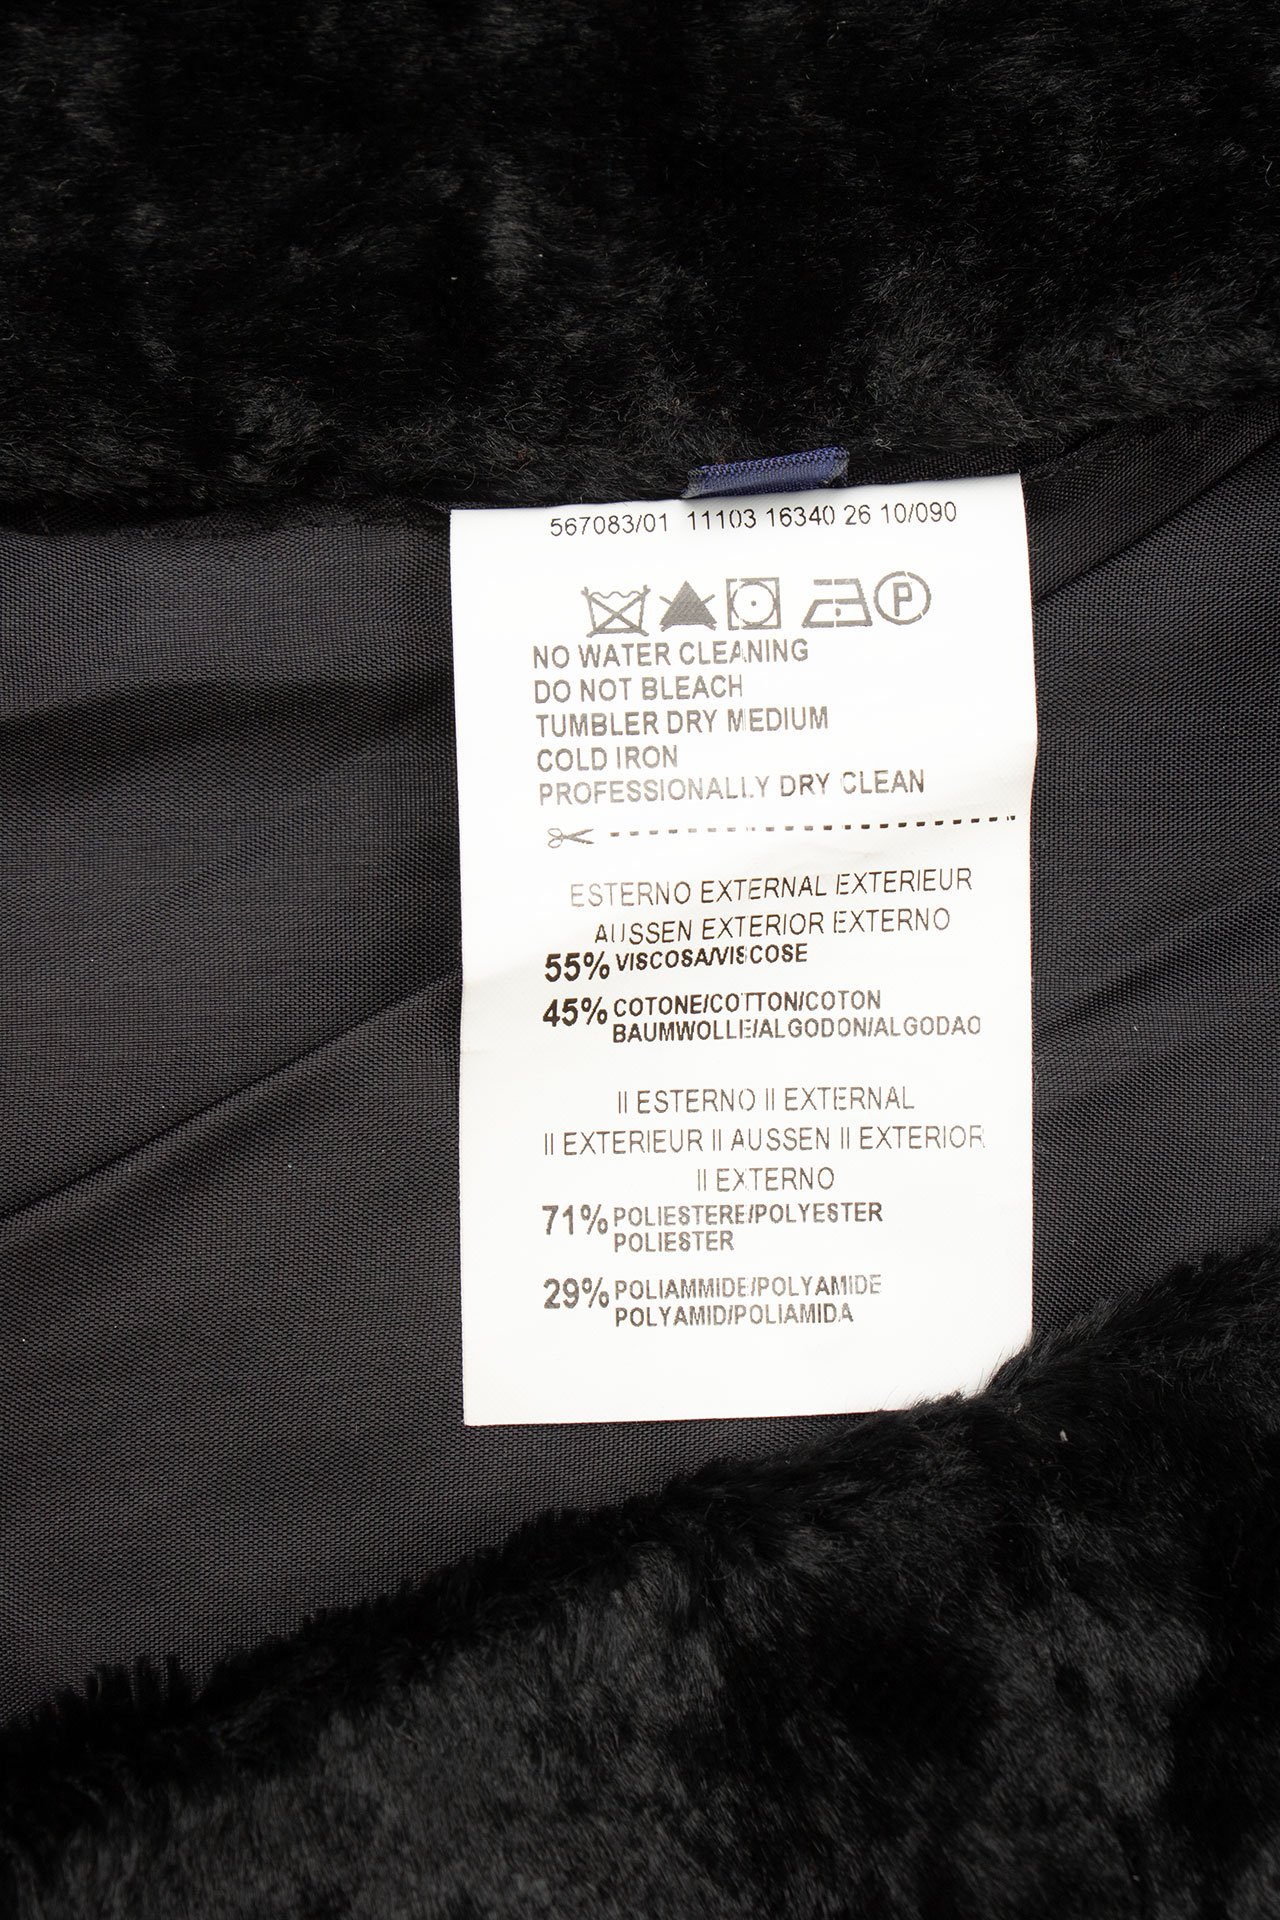 567083/01 11103 16340 26 10/090
P
NO WATER CLEANING
DO NOT BLEACH
TUMBLER DRY MEDIUM
COLD IRON
PROFESSIONALLY DRY CLEAN
ESTERNO EXTERNAL EXTERIEUR
AUSSEN EXTERIOR EXTERNO
55% VISCOSA/VISCOSE
45% COTONE/COTTON/COTON
BAUMWOLLE/ALGODON/ALGODAO
II ESTERNO II EXTERNAL
II EXTERIEUR II AUSSEN II EXTERIOR
II EXTERNO
71% POLIESTERE/POLYESTER
POLIESTER
29% POLIAMMIDE/POLYAMIDE
POLYAMID/POLIAMIDA